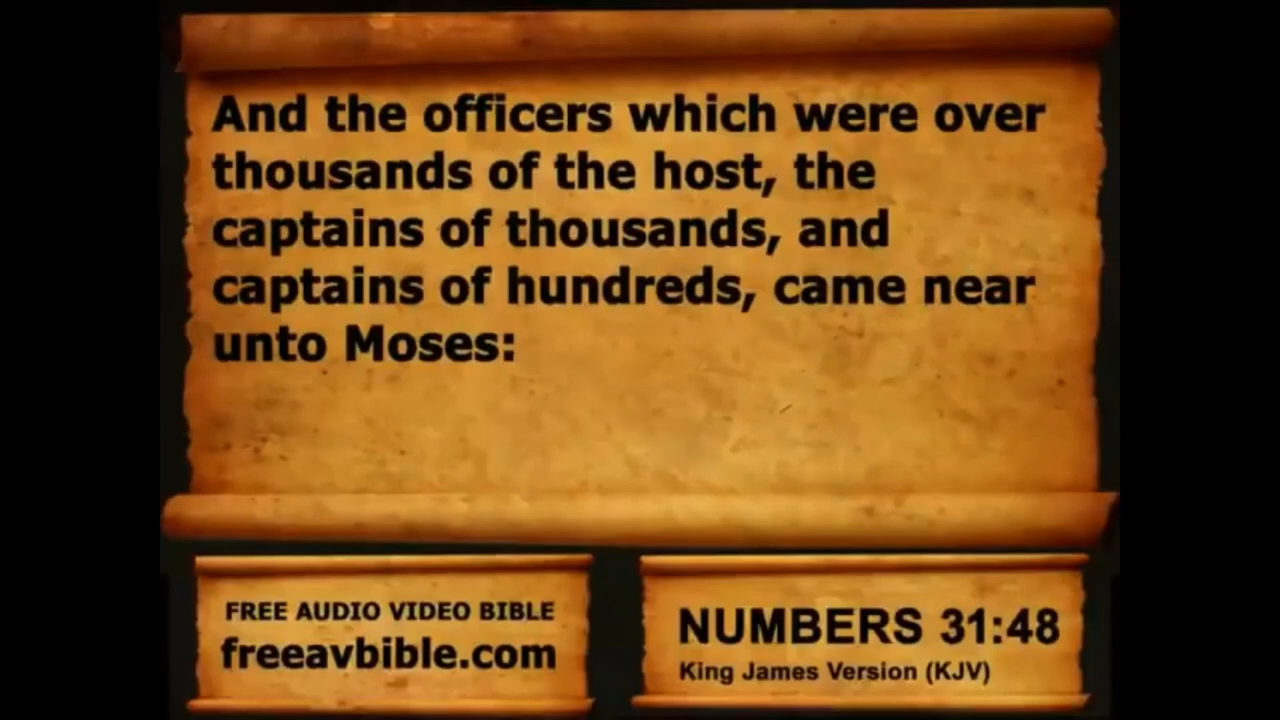 And the officers which were over
thousands of the host, the
captains of thousands, and
captains of hundreds, came near
unto Moses:
FREE AUDIO VIDEO BIBLE
freeavbible.com
NUMBERS 31:48
King James Version (KJV)